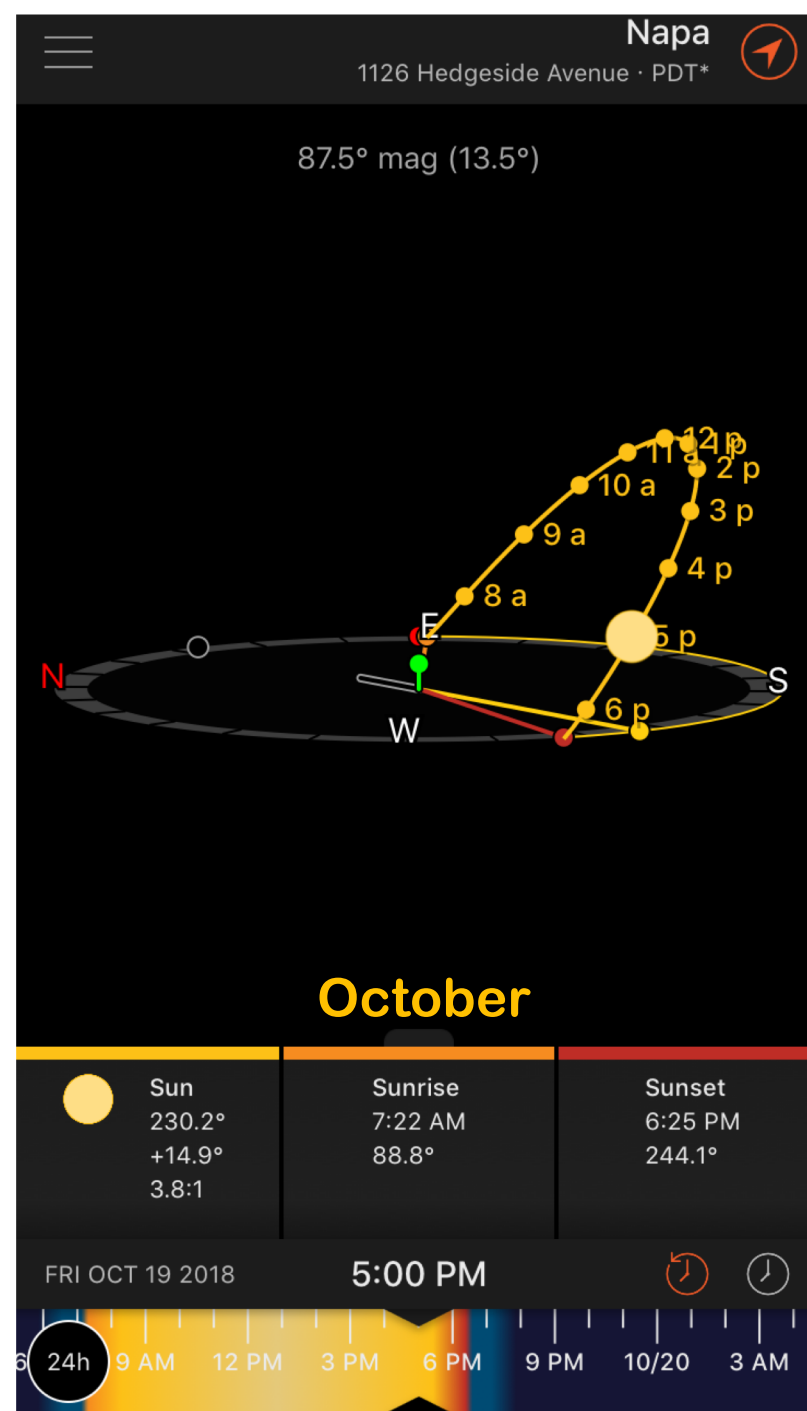 Napa
1126 Hedgeside Avenue · PDT*
87.5° mag (13.5°)
12 p
1 p
11 a
2 p
10 a
3 p
9 a
4 p
8 a
E
5 p
N
S
6 p
W
October
Sun
230.2°
+14.9°
3.8:1
Sunrise
7:22 AM
88.8°
Sunset
6:25 PM
244.1°
FRI OCT 19 2018
5:00 PM
6 24h 9 AM 12 PM 3 PM 6 PM 9 PM 10/20 3 AM